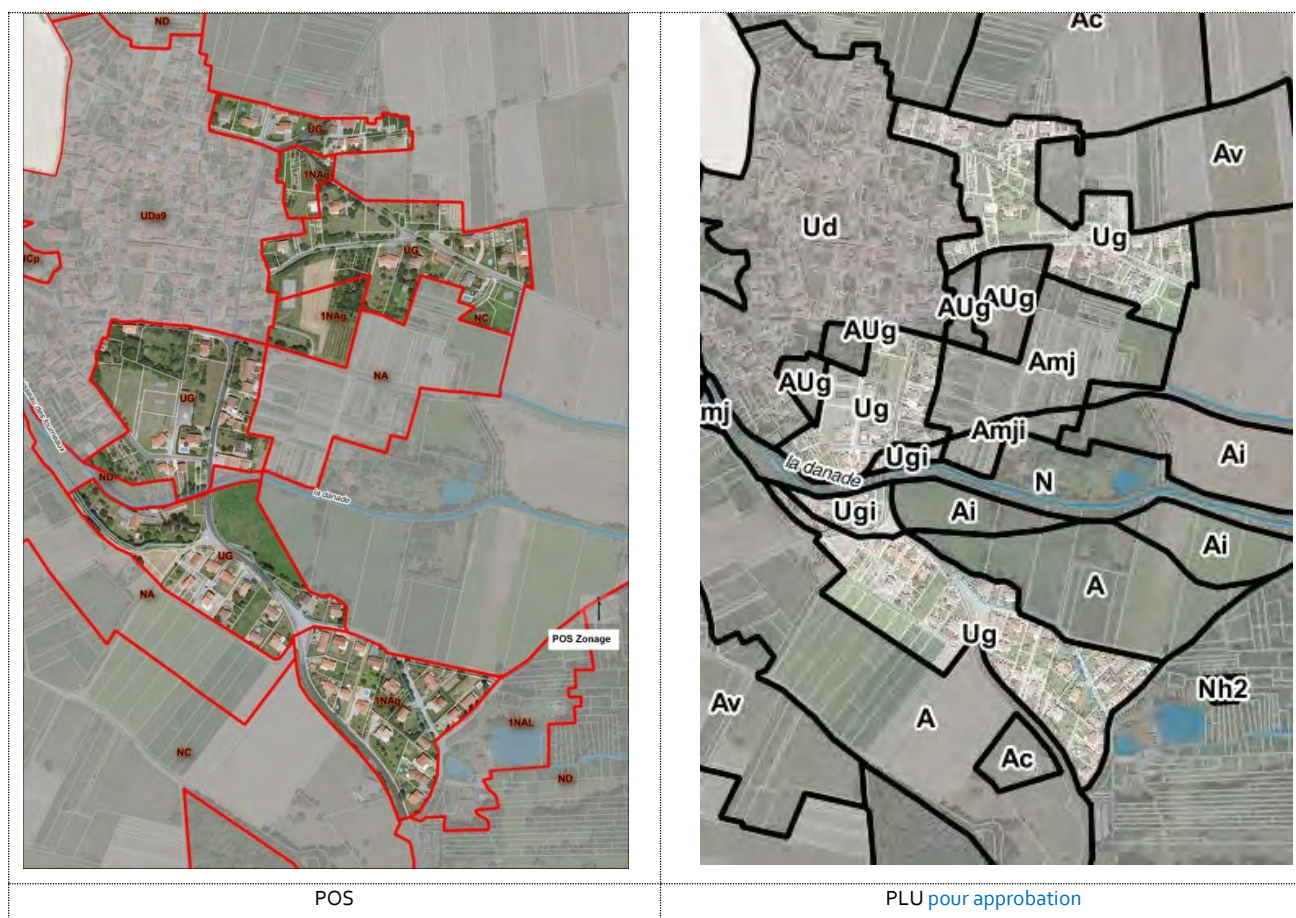 ND
UG
1NAg
UDa9
UG
NC
1NAg
NA
UG
ND
la danade
UG
NA
POS Zonage
1NAg
1NAL
NC
ND
POS
Ac
Av
Ud
Ug
AUg
AUg
AUg
Amj
AUg
Ug
mj
Amji
Ugi
Ai
la danade
N
Ugi
Ai
Ai
A
Ug
Nh2
Av
A
Ac
PLU pour approbation